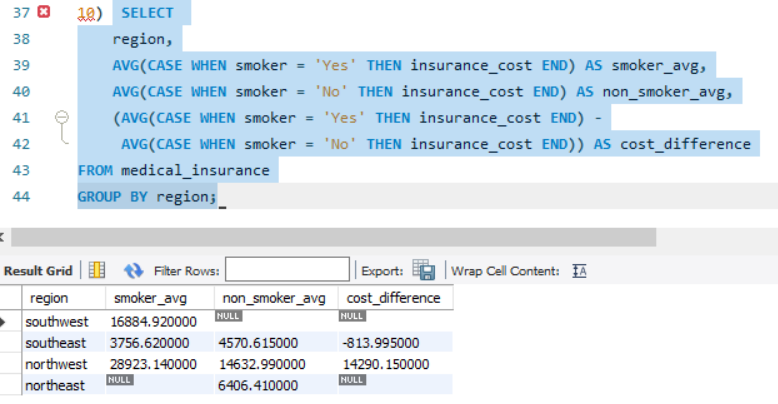 37 10) SELECT
38 region,
39 AVG(CASE WHEN smoker = 'Yes' THEN insurance_cost END) AS smoker_avg,
40 AVG(CASE WHEN smoker = 'No' THEN insurance_cost END) AS non_smoker_avg,
41 (AVG(CASE WHEN smoker = 'Yes' THEN insurance_cost END) -
42 AVG(CASE WHEN smoker = 'No' THEN insurance_cost END)) AS cost_difference
43 FROM medical_insurance
44 GROUP BY region;
Result Grid Filter Rows: Export: Wrap Cell Content: IA
region smoker_avg non_smoker_avg cost_difference
southwest 16884.920000 NULL NULL
southeast 3756.620000 4570.615000 -813.995000
northwest 28923.140000 14632.990000 14290.150000
northeast NULL 6406.410000 NULL